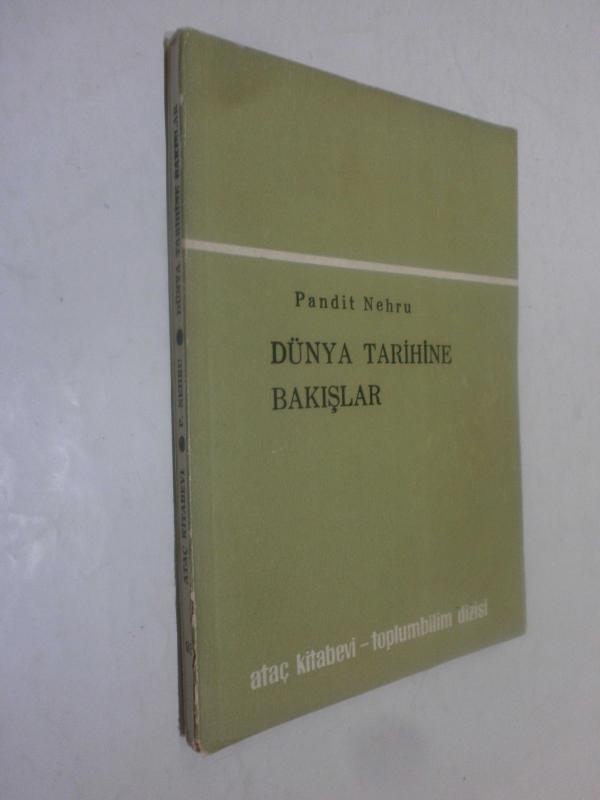 Pandit Nehru
DÜNYA TARİHİNE
BAKIŞLAR
ataç kitabevi – toplumbilim dizisi
ATAÇ KİTABEVİ ● P. NEHRU ● DÜNYA TARİHİNE BAKIŞLAR